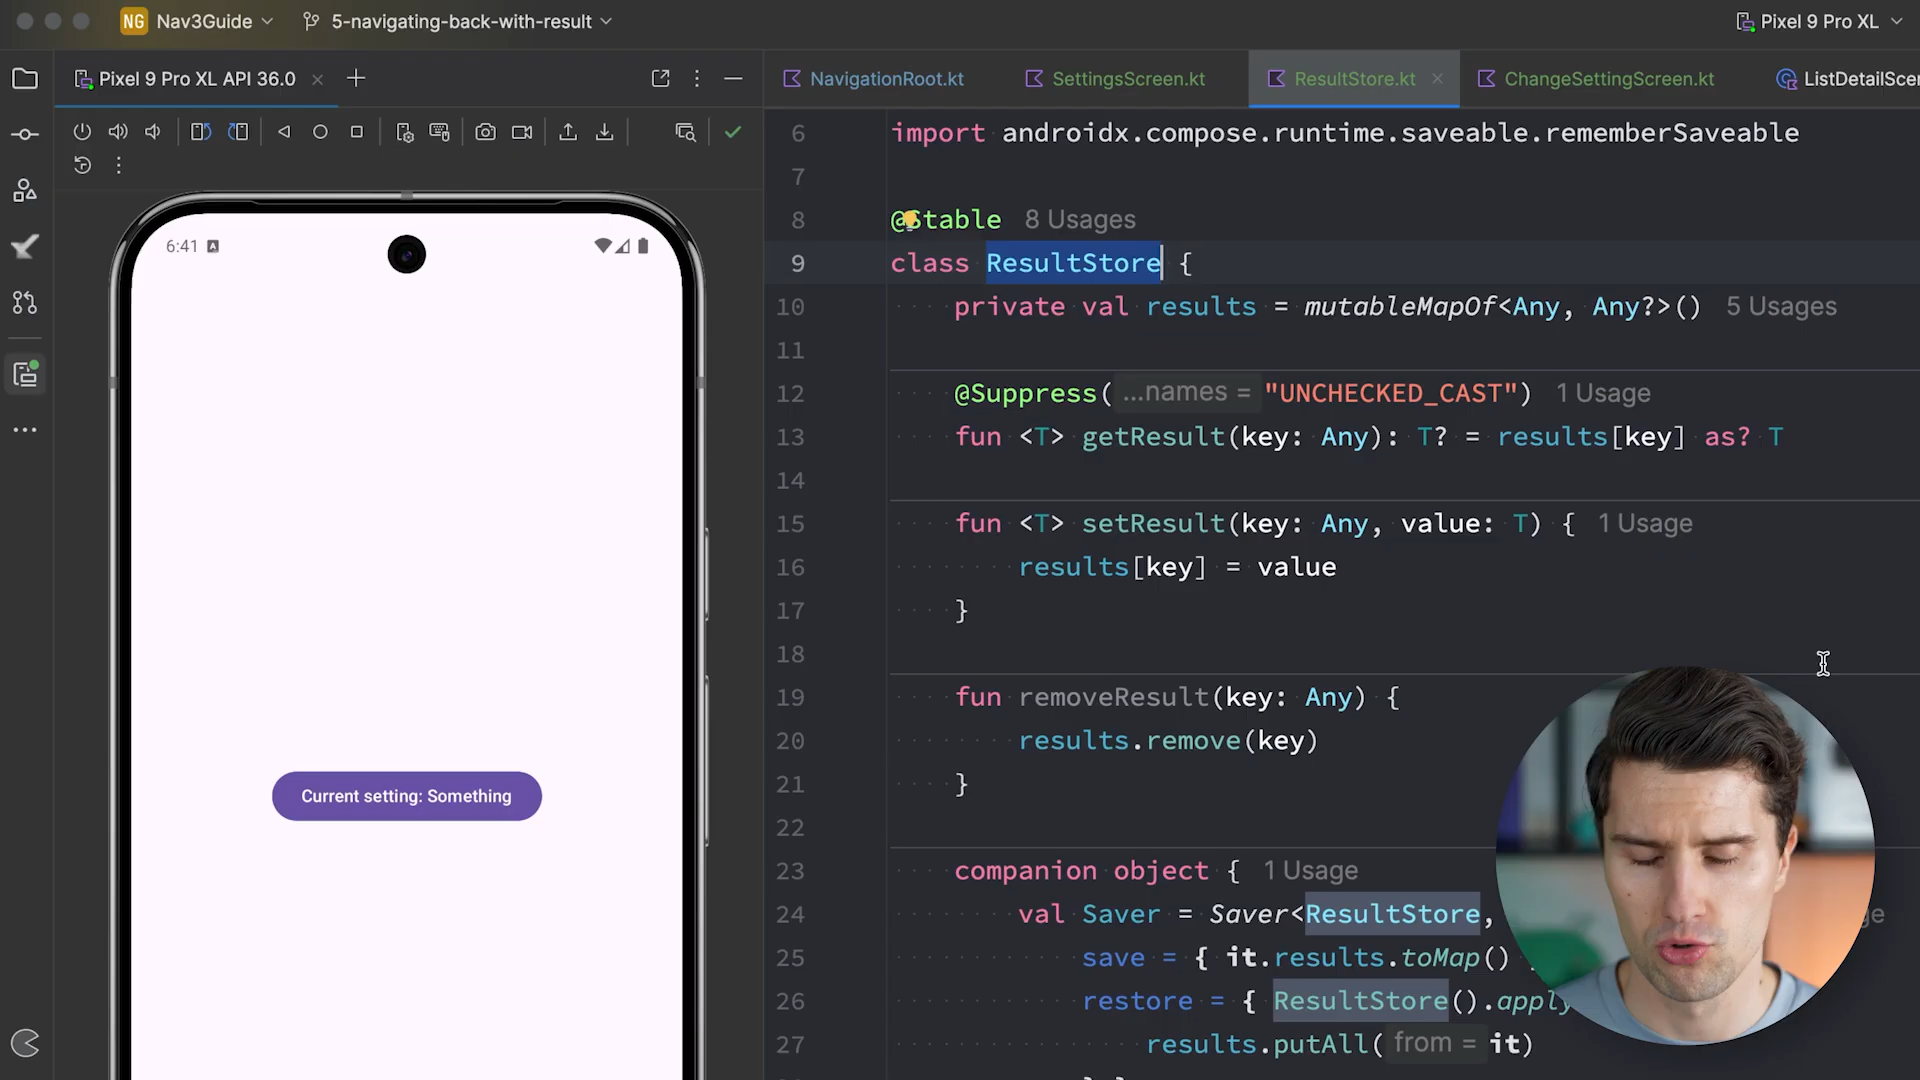 NG Nav3Guide 5-navigating-back-with-result Pixel 9 Pro XL
Pixel 9 Pro XL API 36.0
NavigationRoot.kt SettingsScreen.kt ResultStore.kt ChangeSettingScreen.kt ListDetailScen
6:41 A
Current setting: Something
6 import androidx.compose.runtime.saveable.rememberSaveable
7
8 @Stable 8 Usages
9 class ResultStore {
10 private val results = mutableMapOf<Any, Any?>() 5 Usages
11
12 @Suppress( ...names = "UNCHECKED_CAST") 1 Usage
13 fun <T> getResult(key: Any): T? = results[key] as? T
14
15 fun <T> setResult(key: Any, value: T) { 1 Usage
16 results[key] = value
17 }
18
19 fun removeResult(key: Any) {
20 results.remove(key)
21 }
22
23 companion object { 1 Usage
24 val Saver = Saver<ResultStore,
25 save = { it.results.toMap()
26 restore = { ResultStore().apply
27 results.putAll( from = it)